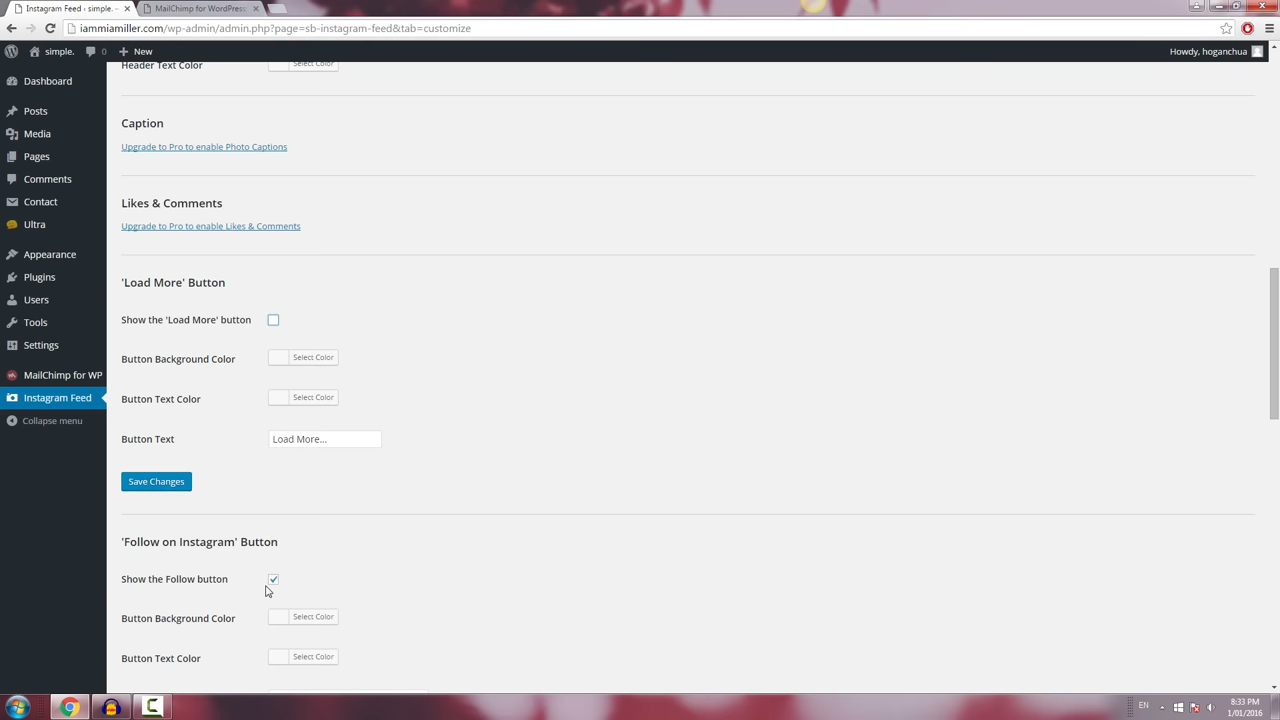 Instagram Feed ‹ simple. –
MailChimp for WordPress
iammiamiller.com/wp-admin/admin.php?page=sb-instagram-feed&tab=customize
simple.
0
New
Howdy, hoganchua
Dashboard
Posts
Media
Pages
Comments
Contact
Ultra
Appearance
Plugins
Users
Tools
Settings
MailChimp for WP
Instagram Feed
Collapse menu
Header Text Color
Select Color
Caption
Upgrade to Pro to enable Photo Captions
Likes & Comments
Upgrade to Pro to enable Likes & Comments
'Load More' Button
Show the 'Load More' button
Button Background Color
Select Color
Button Text Color
Select Color
Button Text
Load More...
Save Changes
'Follow on Instagram' Button
Show the Follow button
Button Background Color
Select Color
Button Text Color
Select Color
EN
8:33 PM
1/01/2016